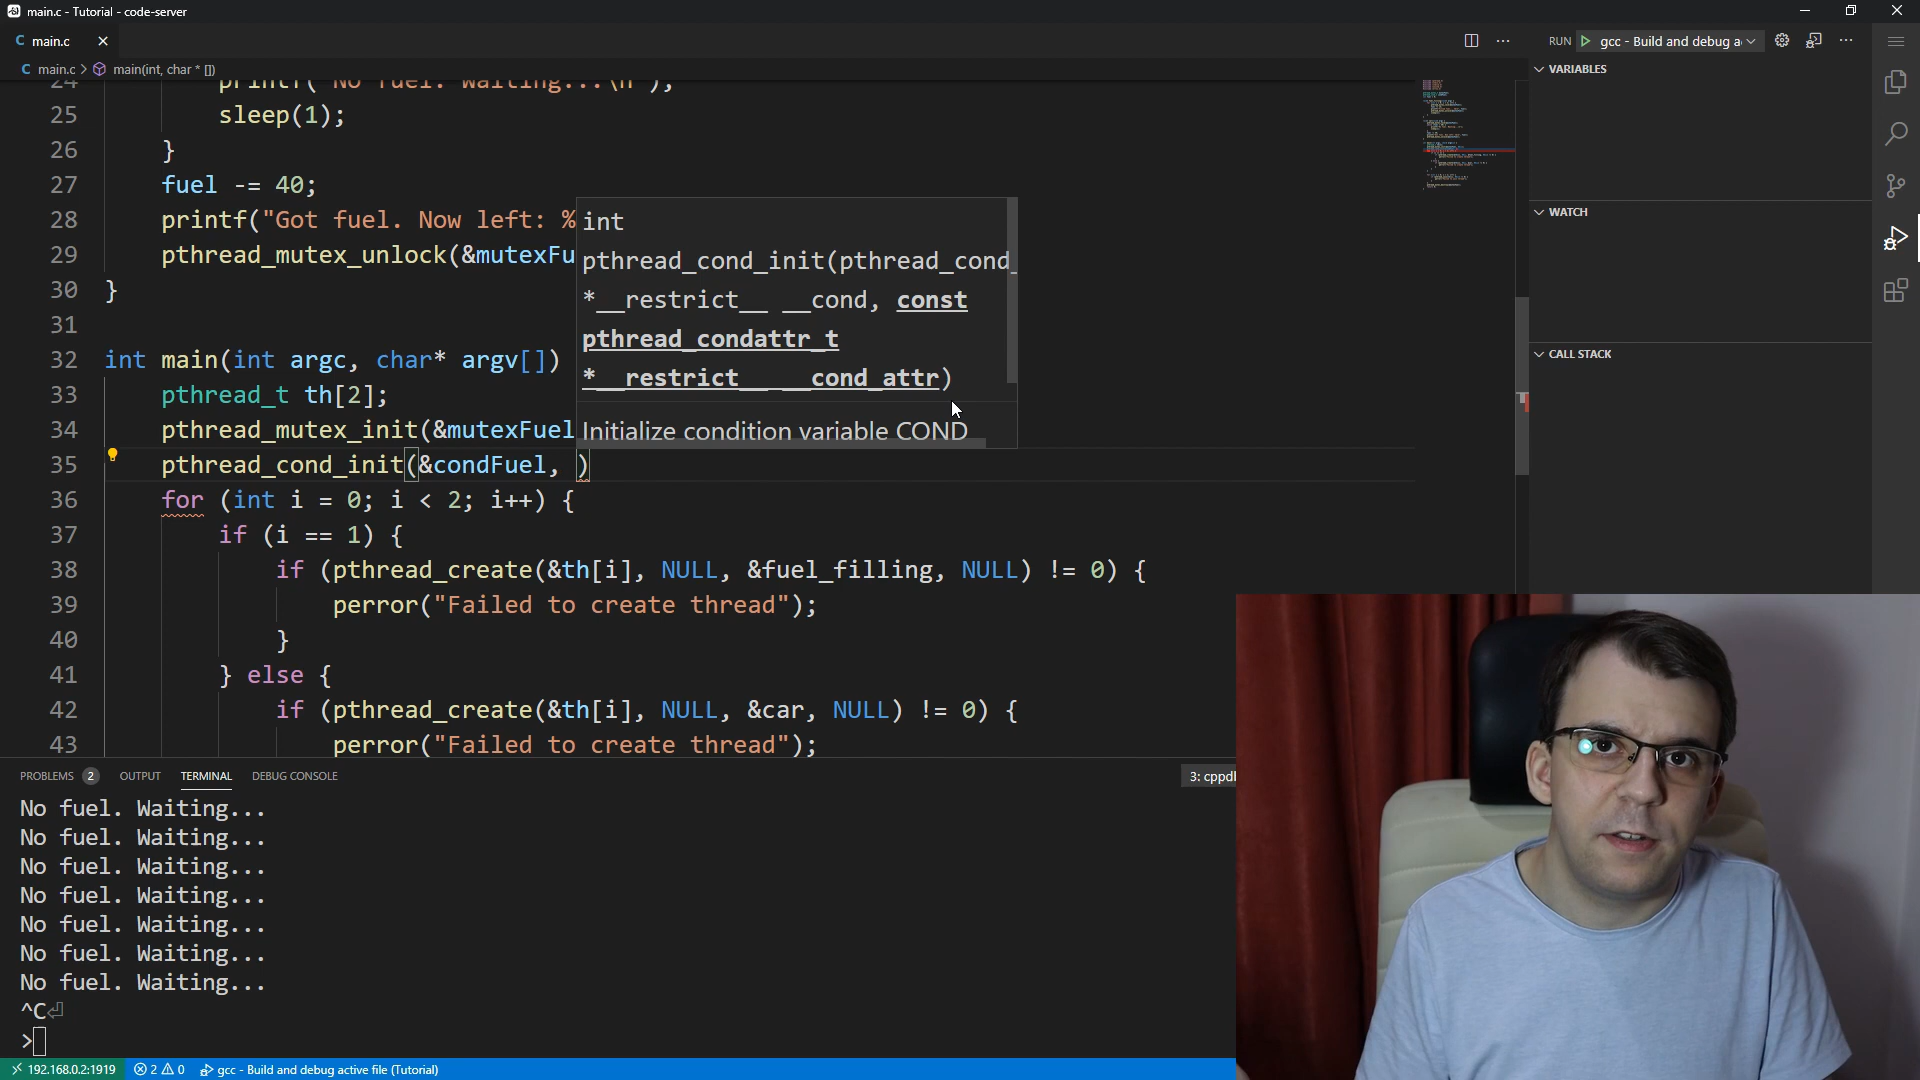 main.c - Tutorial - code-server
C main.c
RUN gcc - Build and debug a
C main.c > main(int, char * [])
VARIABLES
24 printf("No fuel. Waiting...\n");
25 sleep(1);
26 }
27 fuel -= 40;
28 printf("Got fuel. Now left: %
29 pthread_mutex_unlock(&mutexFu
30 }
31
32 int main(int argc, char* argv[])
33 pthread_t th[2];
34 pthread_mutex_init(&mutexFuel
35 pthread_cond_init(&condFuel, )
36 for (int i = 0; i < 2; i++) {
37 if (i == 1) {
38 if (pthread_create(&th[i], NULL, &fuel_filling, NULL) != 0) {
39 perror("Failed to create thread");
40 }
41 } else {
42 if (pthread_create(&th[i], NULL, &car, NULL) != 0) {
43 perror("Failed to create thread");
int
pthread_cond_init(pthread_cond_
*__restrict__ __cond, const
pthread_condattr_t
*__restrict__ __cond_attr)
Initialize condition variable COND
WATCH
CALL STACK
PROBLEMS 2 OUTPUT TERMINAL DEBUG CONSOLE 3: cppd
No fuel. Waiting...
No fuel. Waiting...
No fuel. Waiting...
No fuel. Waiting...
No fuel. Waiting...
No fuel. Waiting...
No fuel. Waiting...
^C
>
192.168.0.2:1919 2 0 gcc - Build and debug active file (Tutorial)